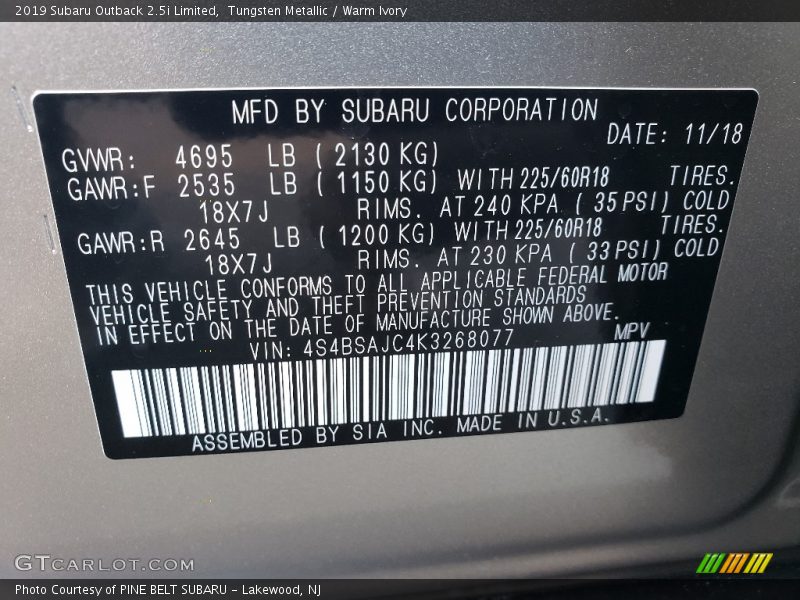 2019 Subaru Outback 2.5i Limited,  Tungsten Metallic / Warm Ivory
MFD BY SUBARU CORPORATION
DATE: 11/18
GVWR: 4695 LB ( 2130 KG)
GAWR:F 2535 LB ( 1150 KG) WITH 225/60R18 TIRES.
18X7J RIMS. AT 240 KPA ( 35 PSI) COLD
GAWR:R 2645 LB ( 1200 KG) WITH 225/60R18 TIRES.
18X7J RIMS. AT 230 KPA ( 33 PSI) COLD
THIS VEHICLE CONFORMS TO ALL APPLICABLE FEDERAL MOTOR
VEHICLE SAFETY AND THEFT PREVENTION STANDARDS
IN EFFECT ON THE DATE OF MANUFACTURE SHOWN ABOVE.
VIN: 4S4BSAJC4K3268077 MPV
ASSEMBLED BY SIA INC. MADE IN U.S.A.
GTCARLOT.COM
Photo Courtesy of PINE BELT SUBARU - Lakewood, NJ